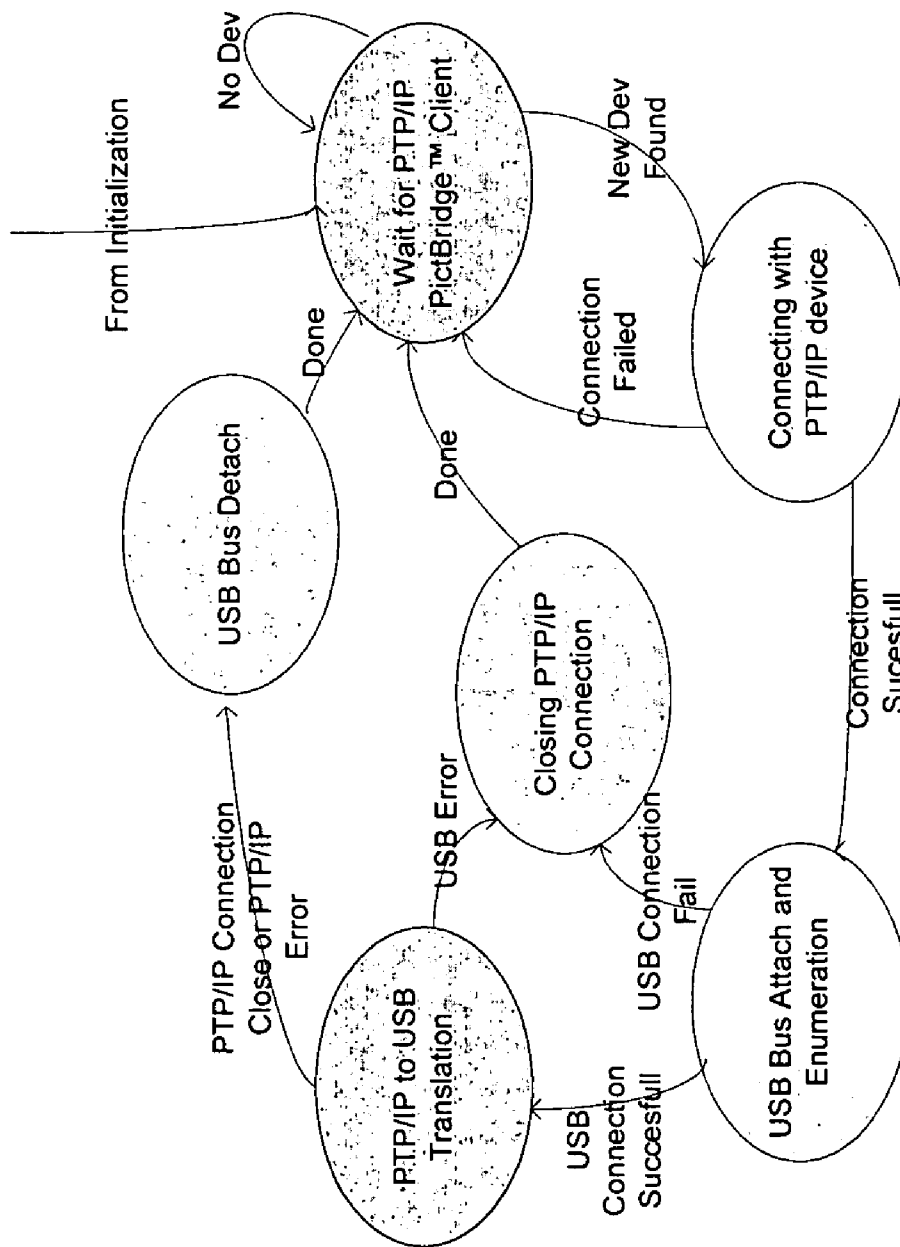 From Initialization
No Dev
PTP/IP Connection
Close or PTP/IP
Error
USB Bus Detach
Done
Wait for PTP/IP
PictBridge™ Client
PTP/IP to USB
Translation
USB Error
Done
Closing PTP/IP
Connection
USB
Connection
Succesfull
USB Connection
Fail
Connection
Failed
New Dev
Found
USB Bus Attach and
Enumeration
Connecting with
PTP/IP device
Connection
Sucesfull